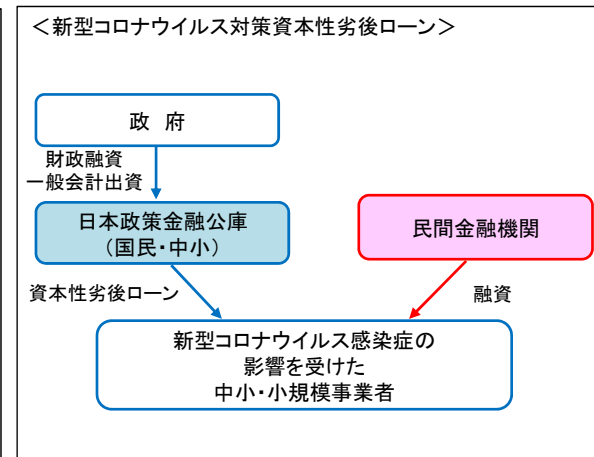 ＜新型コロナウイルス対策資本性劣後ローン＞
政 府
財政融資
一般会計出資
日本政策金融公庫
（国民・中小）
民間金融機関
資本性劣後ローン
融資
新型コロナウイルス感染症の
影響を受けた
中小・小規模事業者